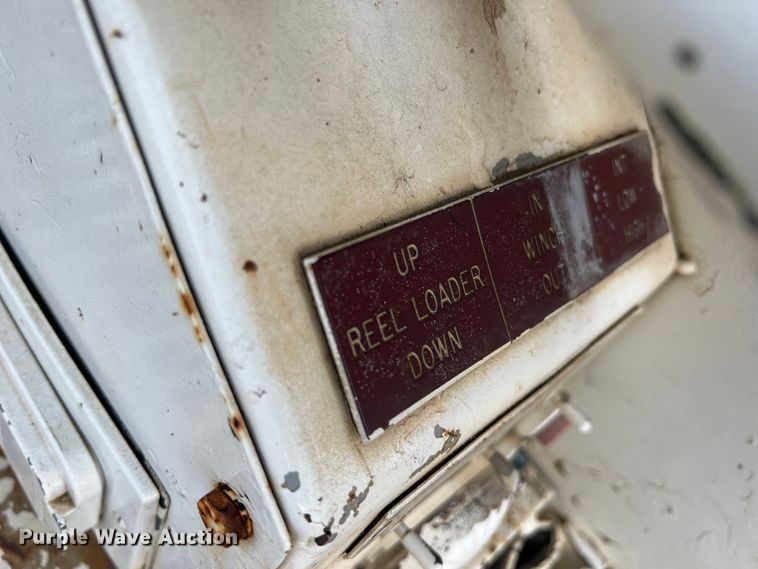 UP
REEL LOADER
DOWN
IN
WINCH
OUT
INT
LOW
HIGH
Purple Wave Auction